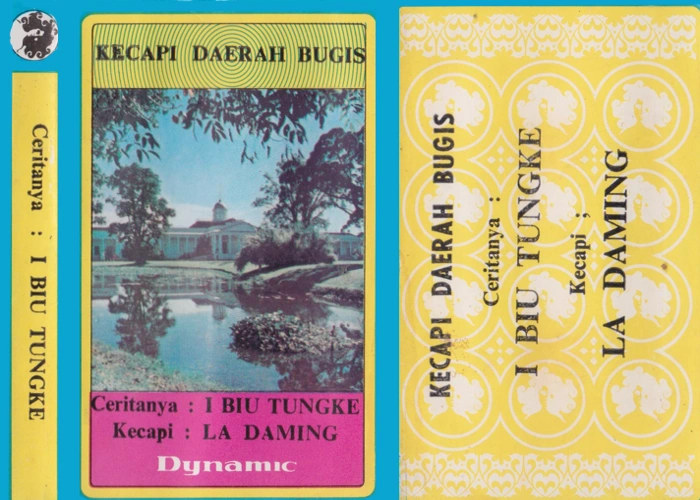 Ceritanya : I BIU TUNGKE
KECAPI DAERAH BUGIS
Ceritanya : I BIU TUNGKE
Kecapi : LA DAMING
Dynamic
KECAPI DAERAH BUGIS
Ceritanya :
I BIU TUNGKE
Kecapi ;
LA DAMING